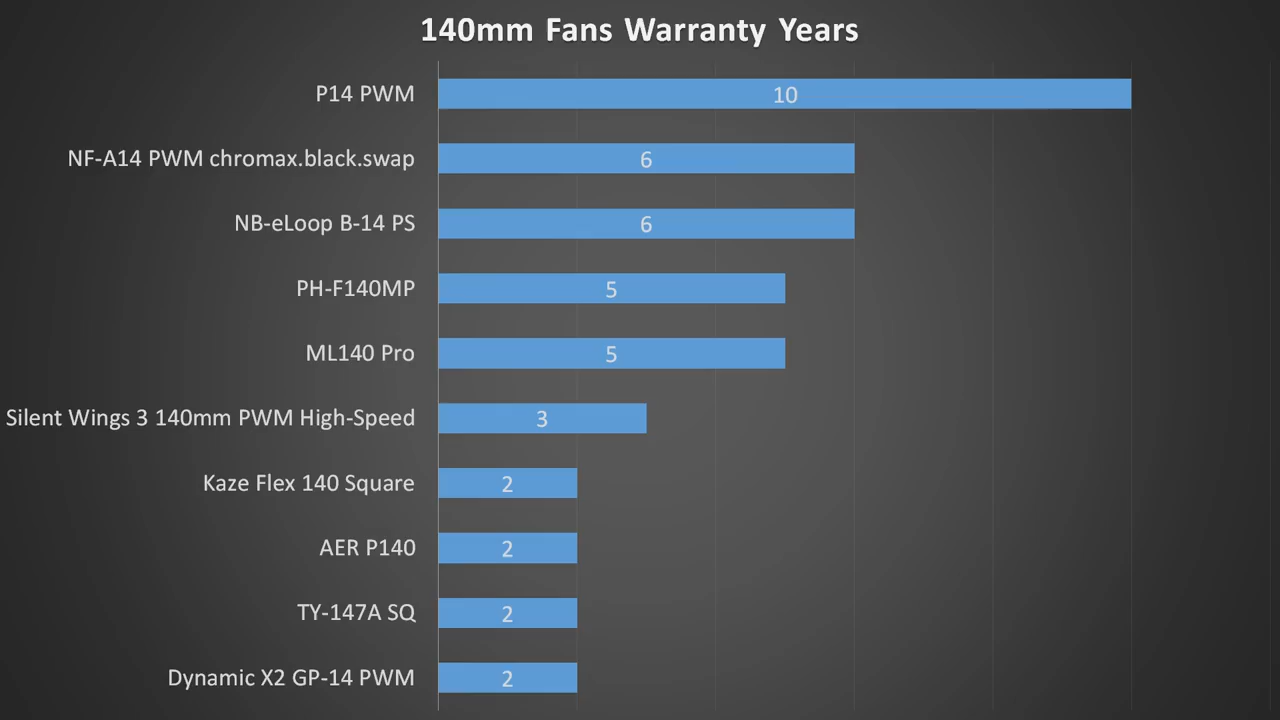 140mm Fans Warranty Years
P14 PWM 10
NF-A14 PWM chromax.black.swap 6
NB-eLoop B-14 PS 6
PH-F140MP 5
ML140 Pro 5
Silent Wings 3 140mm PWM High-Speed 3
Kaze Flex 140 Square 2
AER P140 2
TY-147A SQ 2
Dynamic X2 GP-14 PWM 2